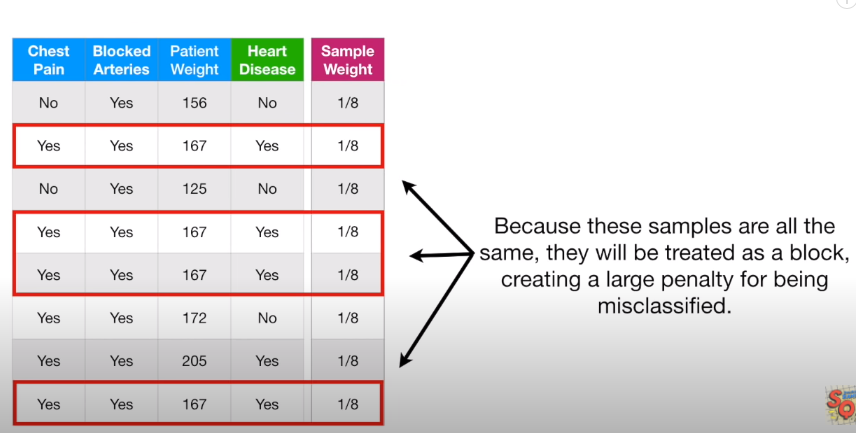 Chest Pain Blocked Arteries Patient Weight Heart Disease Sample Weight
No Yes 156 No 1/8
Yes Yes 167 Yes 1/8
No Yes 125 No 1/8
Yes Yes 167 Yes 1/8
Yes Yes 167 Yes 1/8
Yes Yes 172 No 1/8
Yes Yes 205 Yes 1/8
Yes Yes 167 Yes 1/8
Because these samples are all the
same, they will be treated as a block,
creating a large penalty for being
misclassified.